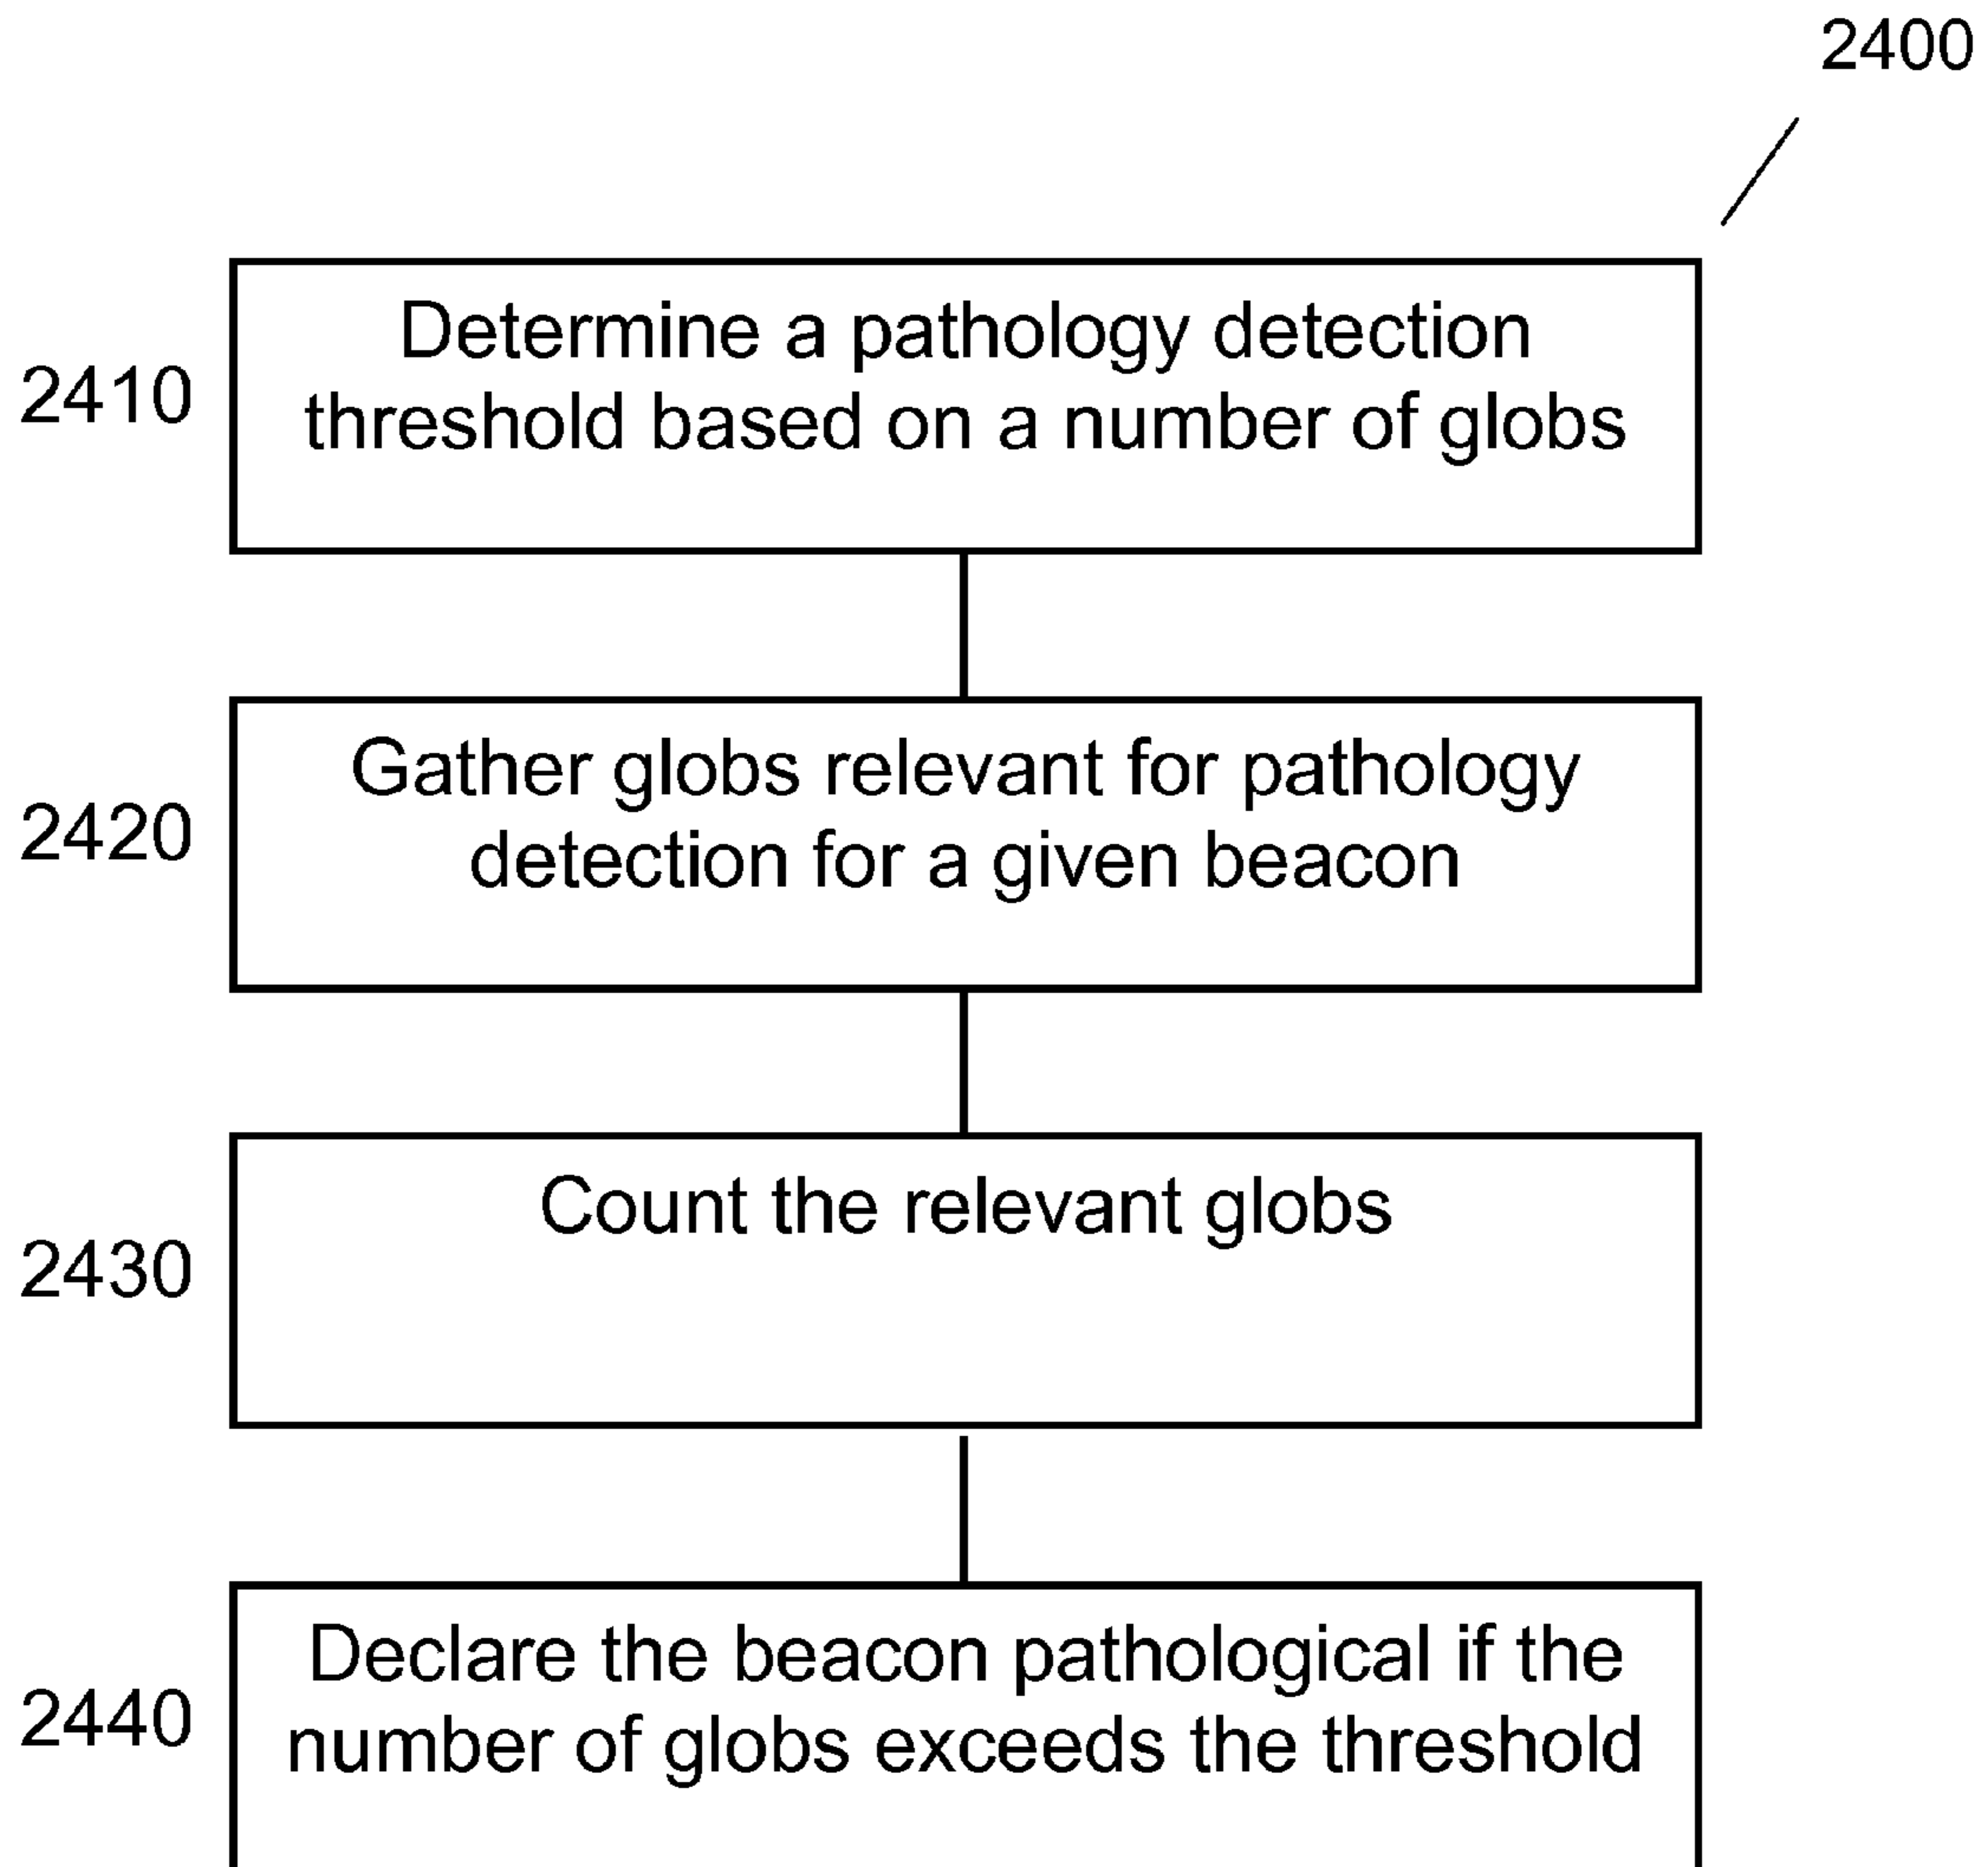 2400
2410
Determine a pathology detection
threshold based on a number of globs
2420
Gather globs relevant for pathology
detection for a given beacon
2430
Count the relevant globs
2440
Declare the beacon pathological if the
number of globs exceeds the threshold